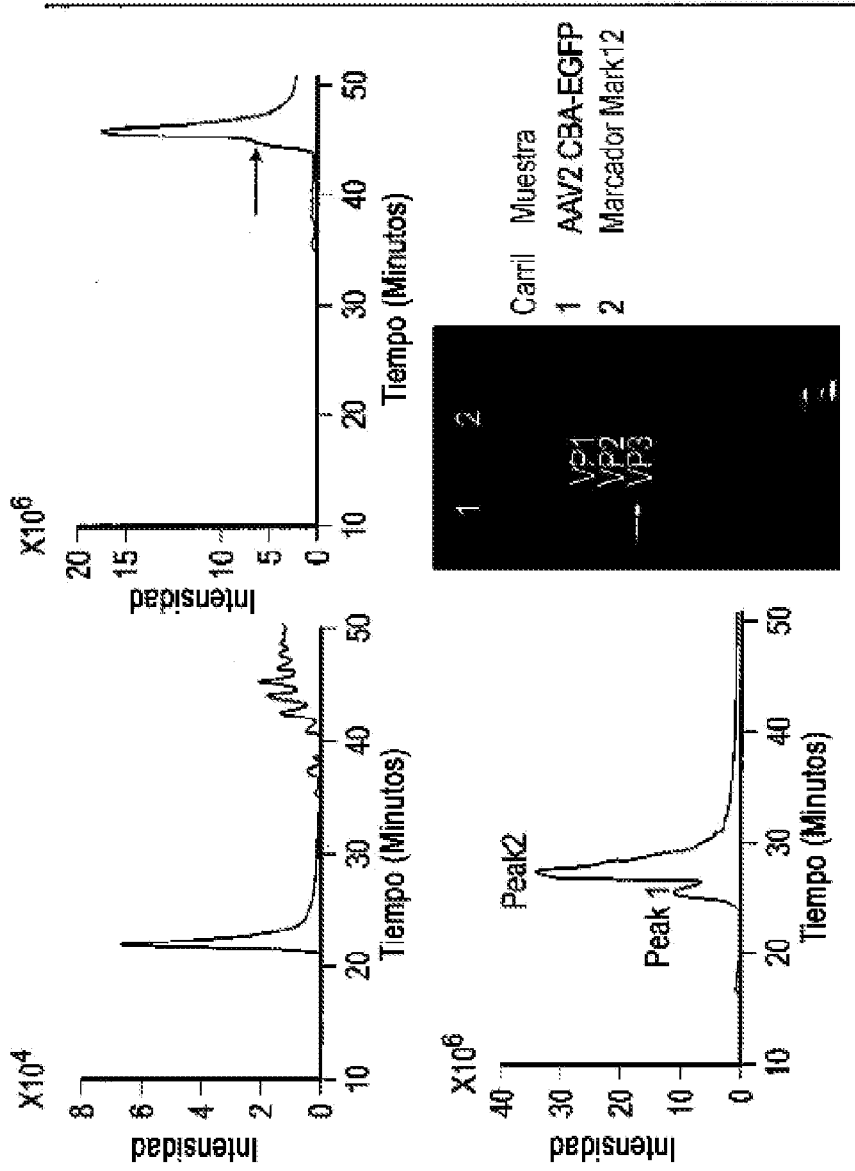 X10⁴
8
6
4
2
0
Intensidad
10 20 30 40 50
Tiempo (Minutos)
X10⁶
20
15
10
5
0
Intensidad
10 20 30 40 50
Tiempo (Minutos)
X10⁶
40
30
20
10
0
Intensidad
Peak 1
Peak2
10 20 30 40 50
Tiempo (Minutos)
1 2
VP1
VP2
VP3
Carril Muestra
1 AAV2 CBA-EGFP
2 Marcador Mark12